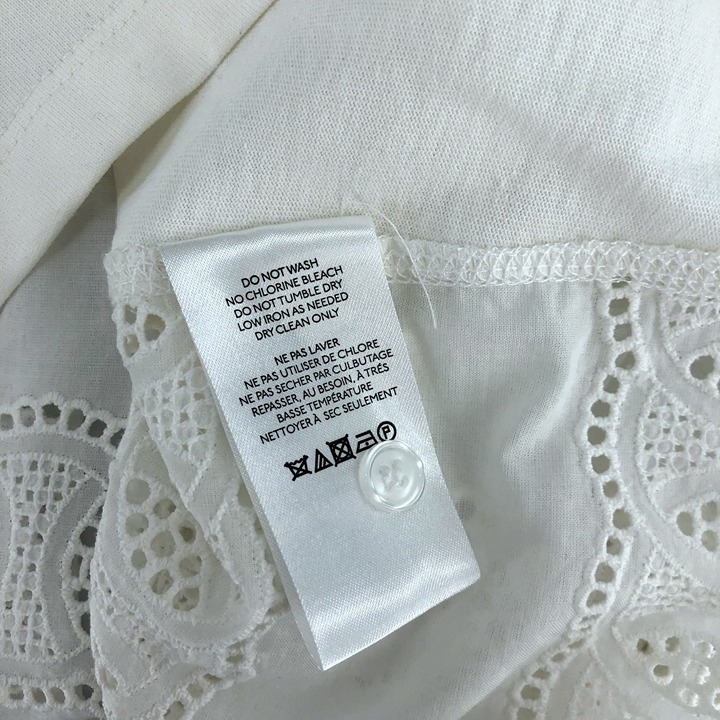 DO NOT WASH
NO CHLORINE BLEACH
DO NOT TUMBLE DRY
LOW IRON AS NEEDED
DRY CLEAN ONLY
NE PAS LAVER
NE PAS UTILISER DE CHLORE
NE PAS SECHER PAR CULBUTAGE
REPASSER, AU BESOIN, À TRÉS
BASSE TEMPÉRATURE
NETTOYER À SEC SEULEMENT
P